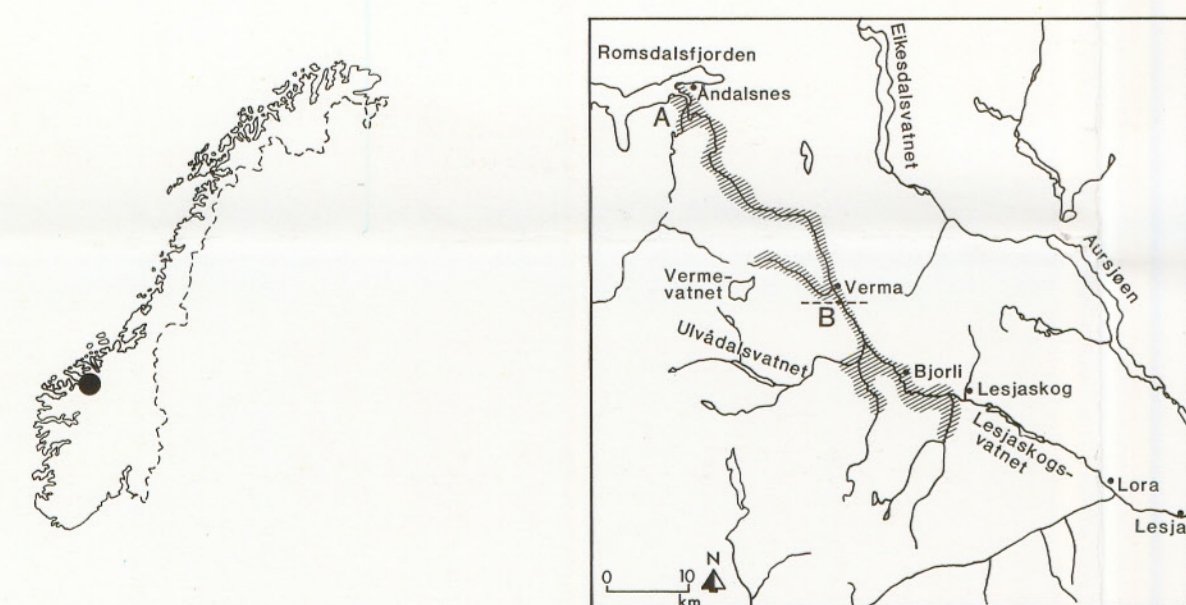 Romsdalsfjorden
Åndalsnes
A
Eikesdalsvatnet
Aursjøen
Verme-
vatnet
Verma
B
Ulvådalsvatnet
Bjorli
Lesjaskog
Lesjaskogs-
vatnet
Lora
Lesja
N
0 10
km